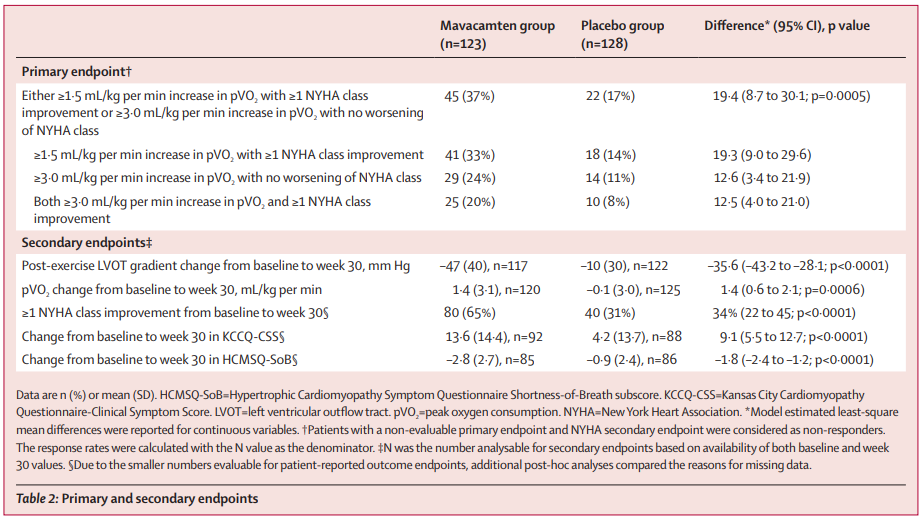 Mavacamten group Placebo group Difference* (95% CI), p value
(n=123) (n=128)
Primary endpoint†
Either ≥1·5 mL/kg per min increase in pVO₂ with ≥1 NYHA class 45 (37%) 22 (17%) 19·4 (8·7 to 30·1; p=0·0005)
improvement or ≥3·0 mL/kg per min increase in pVO₂ with no worsening
of NYHA class
≥1·5 mL/kg per min increase in pVO₂ with ≥1 NYHA class improvement 41 (33%) 18 (14%) 19·3 (9·0 to 29·6)
≥3·0 mL/kg per min increase in pVO₂ with no worsening of NYHA class 29 (24%) 14 (11%) 12·6 (3·4 to 21·9)
Both ≥3·0 mL/kg per min increase in pVO₂ and ≥1 NYHA class 25 (20%) 10 (8%) 12·5 (4·0 to 21·0)
improvement
Secondary endpoints‡
Post-exercise LVOT gradient change from baseline to week 30, mm Hg −47 (40), n=117 −10 (30), n=122 −35·6 (−43·2 to −28·1; p<0·0001)
pVO₂ change from baseline to week 30, mL/kg per min 1·4 (3·1), n=120 −0·1 (3·0), n=125 1·4 (0·6 to 2·1; p=0·0006)
≥1 NYHA class improvement from baseline to week 30§ 80 (65%) 40 (31%) 34% (22 to 45; p<0·0001)
Change from baseline to week 30 in KCCQ-CSS§ 13·6 (14·4), n=92 4·2 (13·7), n=88 9·1 (5·5 to 12·7; p<0·0001)
Change from baseline to week 30 in HCMSQ-SoB§ −2·8 (2·7), n=85 −0·9 (2·4), n=86 −1·8 (−2·4 to −1·2; p<0·0001)
Data are n (%) or mean (SD). HCMSQ-SoB=Hypertrophic Cardiomyopathy Symptom Questionnaire Shortness-of-Breath subscore. KCCQ-CSS=Kansas City Cardiomyopathy
Questionnaire-Clinical Symptom Score. LVOT=left ventricular outflow tract. pVO₂=peak oxygen consumption. NYHA=New York Heart Association. *Model estimated least-square
mean differences were reported for continuous variables. †Patients with a non-evaluable primary endpoint and NYHA secondary endpoint were considered as non-responders.
The response rates were calculated with the N value as the denominator. ‡N was the number analysable for secondary endpoints based on availability of both baseline and week
30 values. §Due to the smaller numbers evaluable for patient-reported outcome endpoints, additional post-hoc analyses compared the reasons for missing data.
Table 2: Primary and secondary endpoints